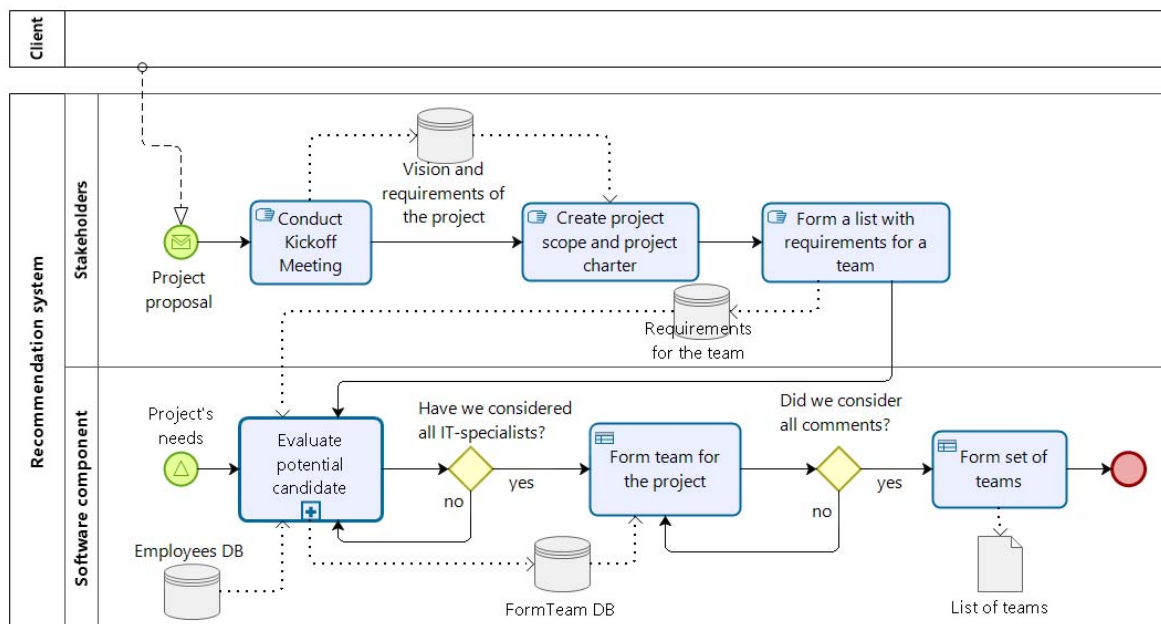 Client
Recommendation system
Stakeholders
Vision and
requirements of
the project
Conduct
Kickoff
Meeting
Create project
scope and project
charter
Form a list with
requirements for a
team
Project
proposal
Requirements
for the team
Software component
Project's
needs
Evaluate
potential
candidate
Have we considered
all IT-specialists?
yes
no
Form team for
the project
Did we consider
all comments?
yes
no
Form set of
teams
Employees DB
FormTeam DB
List of teams